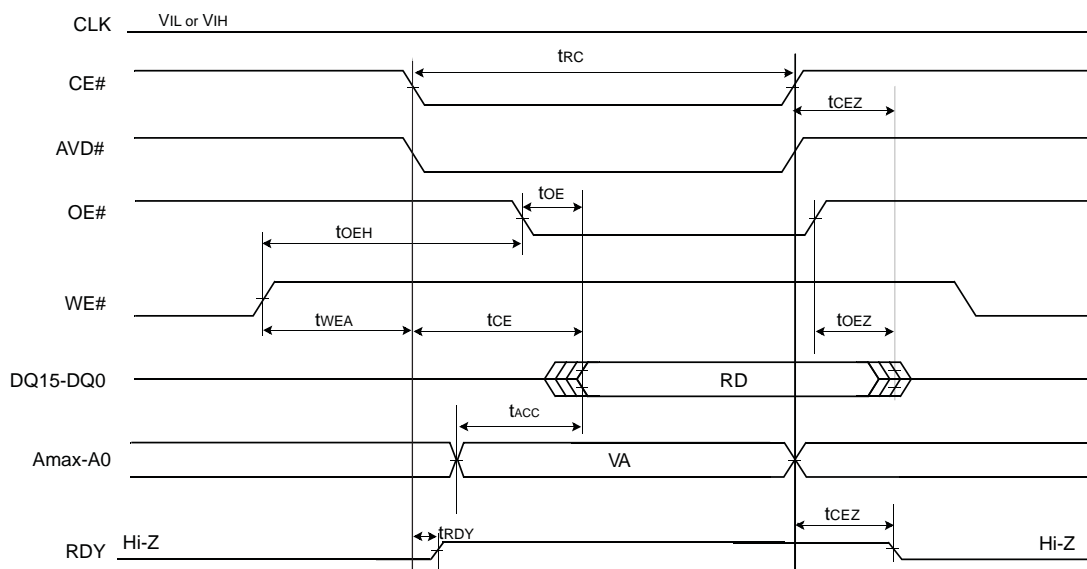 CLK VIL or VIH
tRC
CE#
tCEZ
AVD#
tOE
OE#
tOEH
WE#
tWEA tCE tOEZ
DQ15-DQ0 RD
tACC
Amax-A0 VA
tCEZ
tRDY
RDY Hi-Z Hi-Z